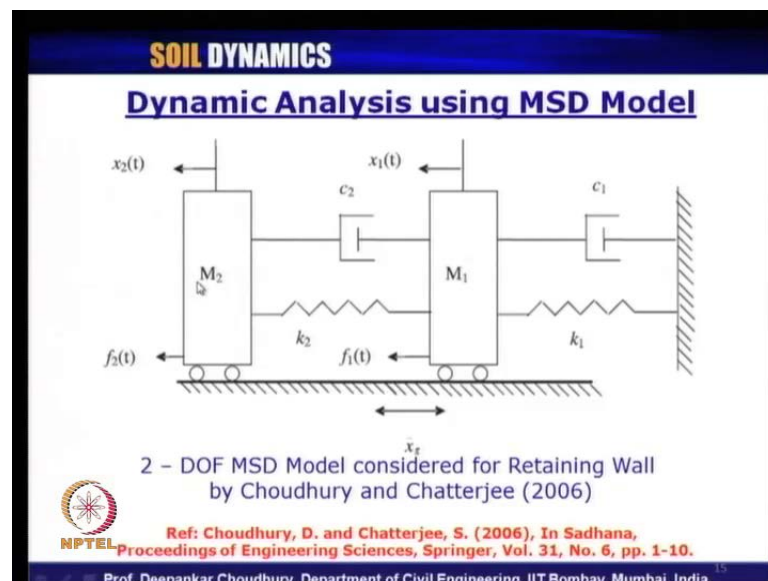 SOIL DYNAMICS
Dynamic Analysis using MSD Model
x₂(t)
x₁(t)
c₂
c₁
M₂
M₁
k₂
k₁
f₂(t)
f₁(t)
ẍg
2 – DOF MSD Model considered for Retaining Wall
by Choudhury and Chatterjee (2006)
Ref: Choudhury, D. and Chatterjee, S. (2006), In Sadhana,
NPTEL Proceedings of Engineering Sciences, Springer, Vol. 31, No. 6, pp. 1-10.
15
Prof. Deepankar Choudhury, Department of Civil Engineering, IIT Bombay, Mumbai, India